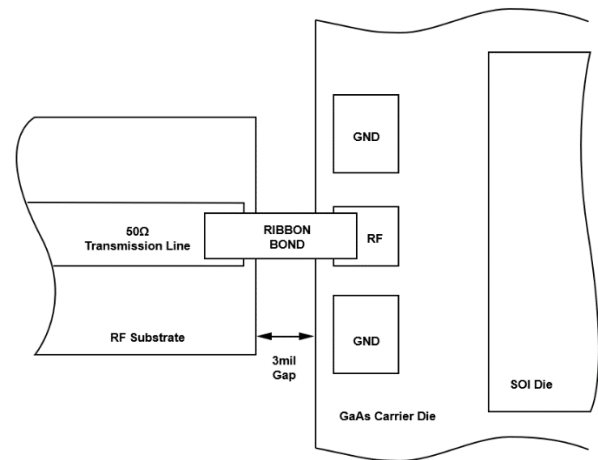 GND
50Ω
Transmission Line
RIBBON
BOND
RF
RF Substrate
3mil
Gap
GND
SOI Die
GaAs Carrier Die